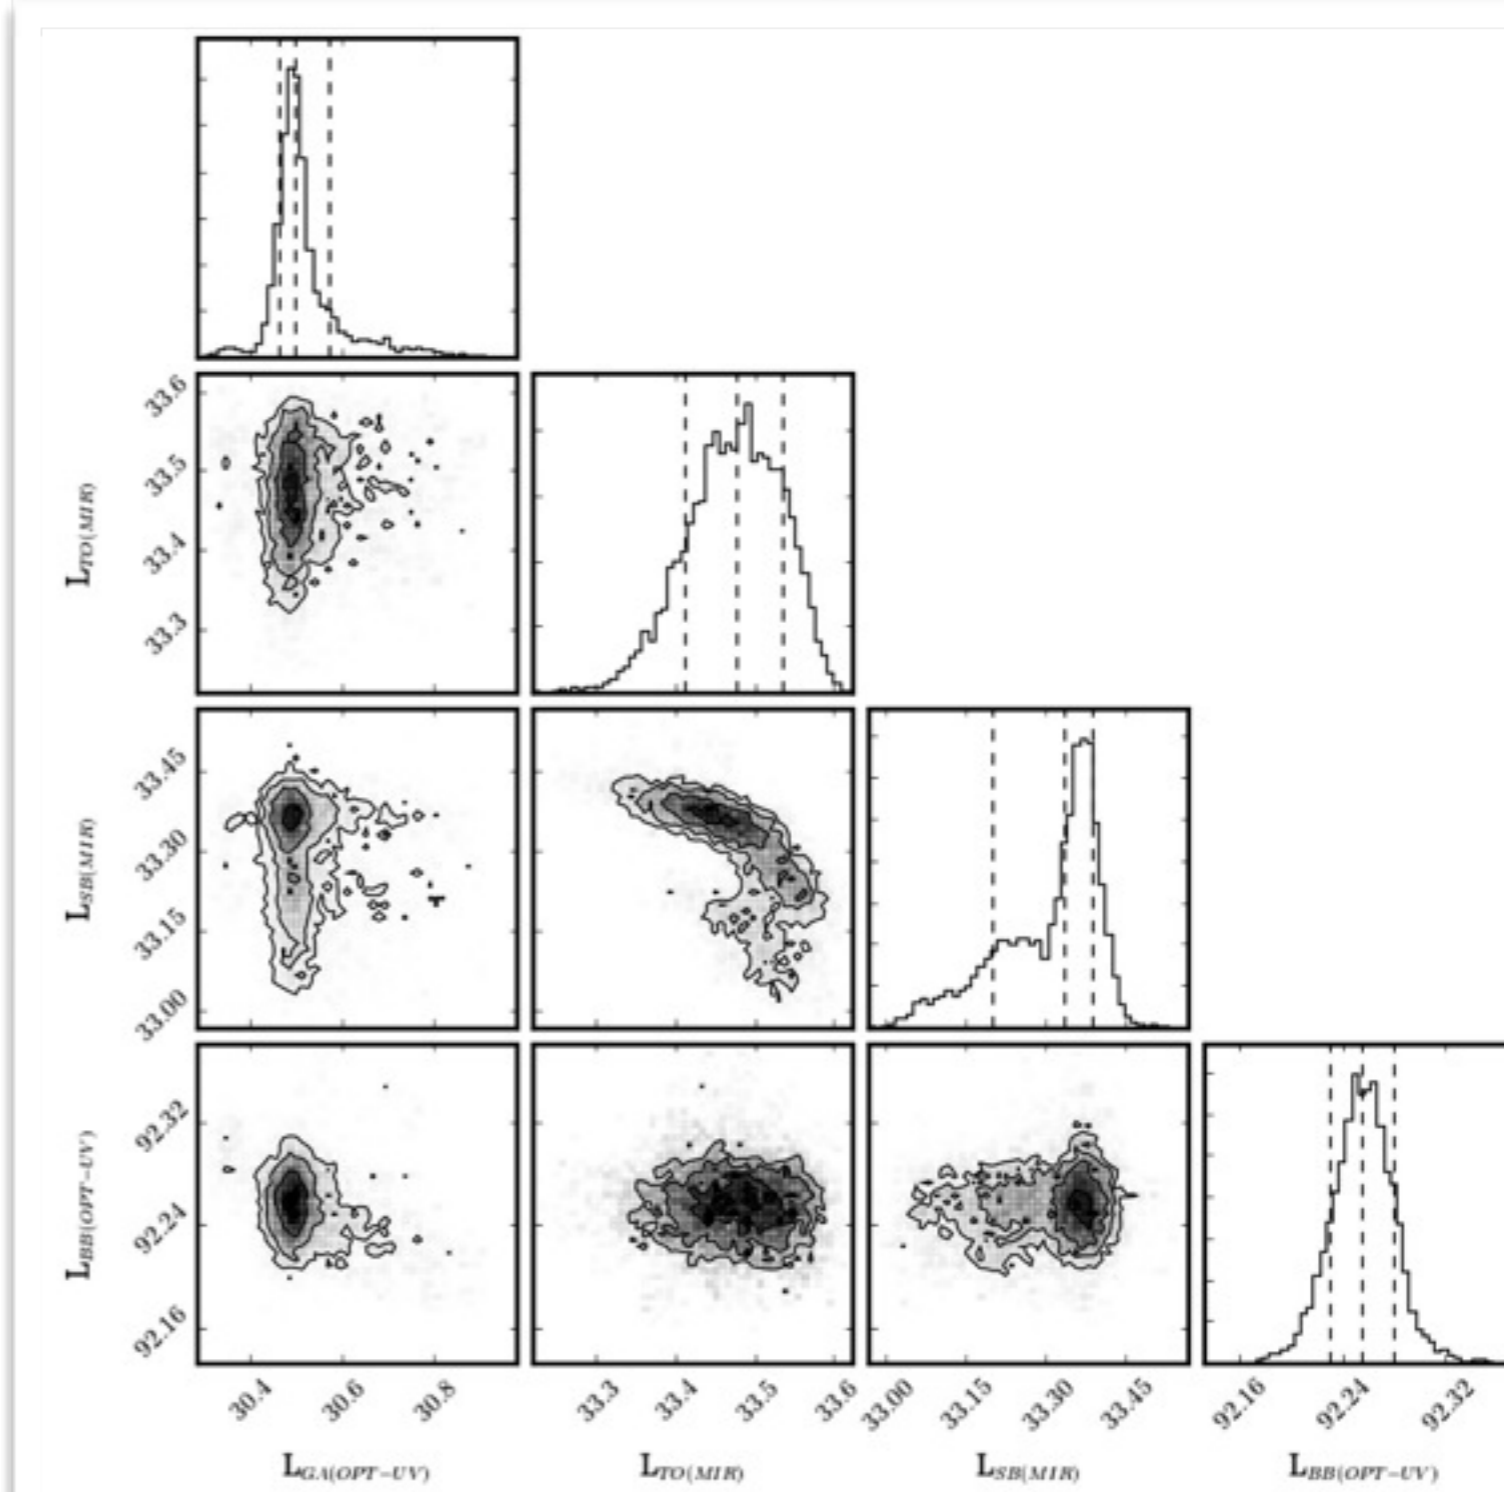 33.6
33.5
33.4
33.3
L_TO(MIR)
33.45
33.30
33.15
33.00
L_SB(MIR)
92.32
92.24
92.16
L_BB(OPT−UV)
30.4 30.6 30.8 33.3 33.4 33.5 33.6 33.00 33.15 33.30 33.45 92.16 92.24 92.32
L_GA(OPT−UV) L_TO(MIR) L_SB(MIR) L_BB(OPT−UV)